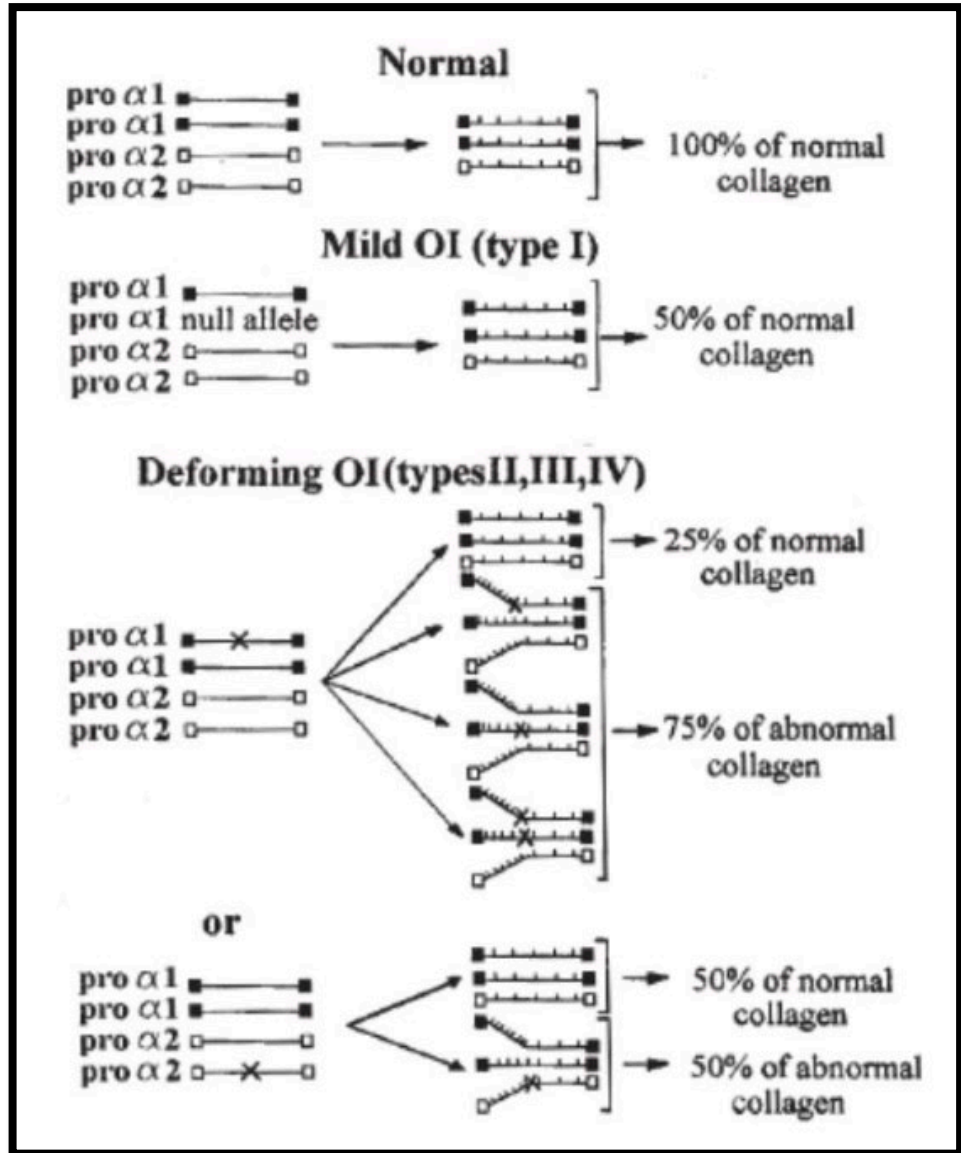 Normal
pro α1
pro α1
pro α2
pro α2
100% of normal
collagen
Mild OI (type I)
pro α1
pro α1 null allele
pro α2
pro α2
50% of normal
collagen
Deforming OI(typesII,III,IV)
25% of normal
collagen
pro α1
pro α1
pro α2
pro α2
75% of abnormal
collagen
or
pro α1
pro α1
pro α2
pro α2
50% of normal
collagen
50% of abnormal
collagen